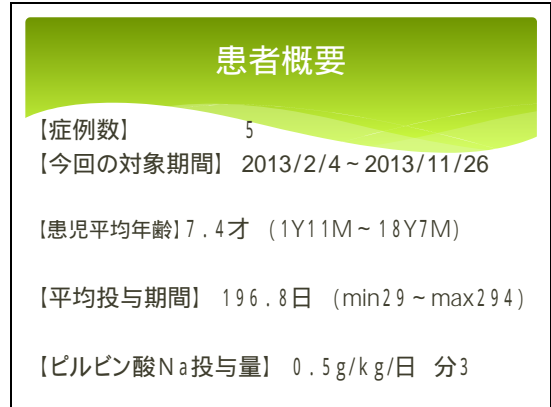 患者概要
【症例数】 5
【今回の対象期間】 2013/2/4～2013/11/26
【患児平均年齢】7.4才 (1Y11M～18Y7M)
【平均投与期間】 196.8日 (min29～max294)
【ピルビン酸Na投与量】 0.5g/kg/日 分3